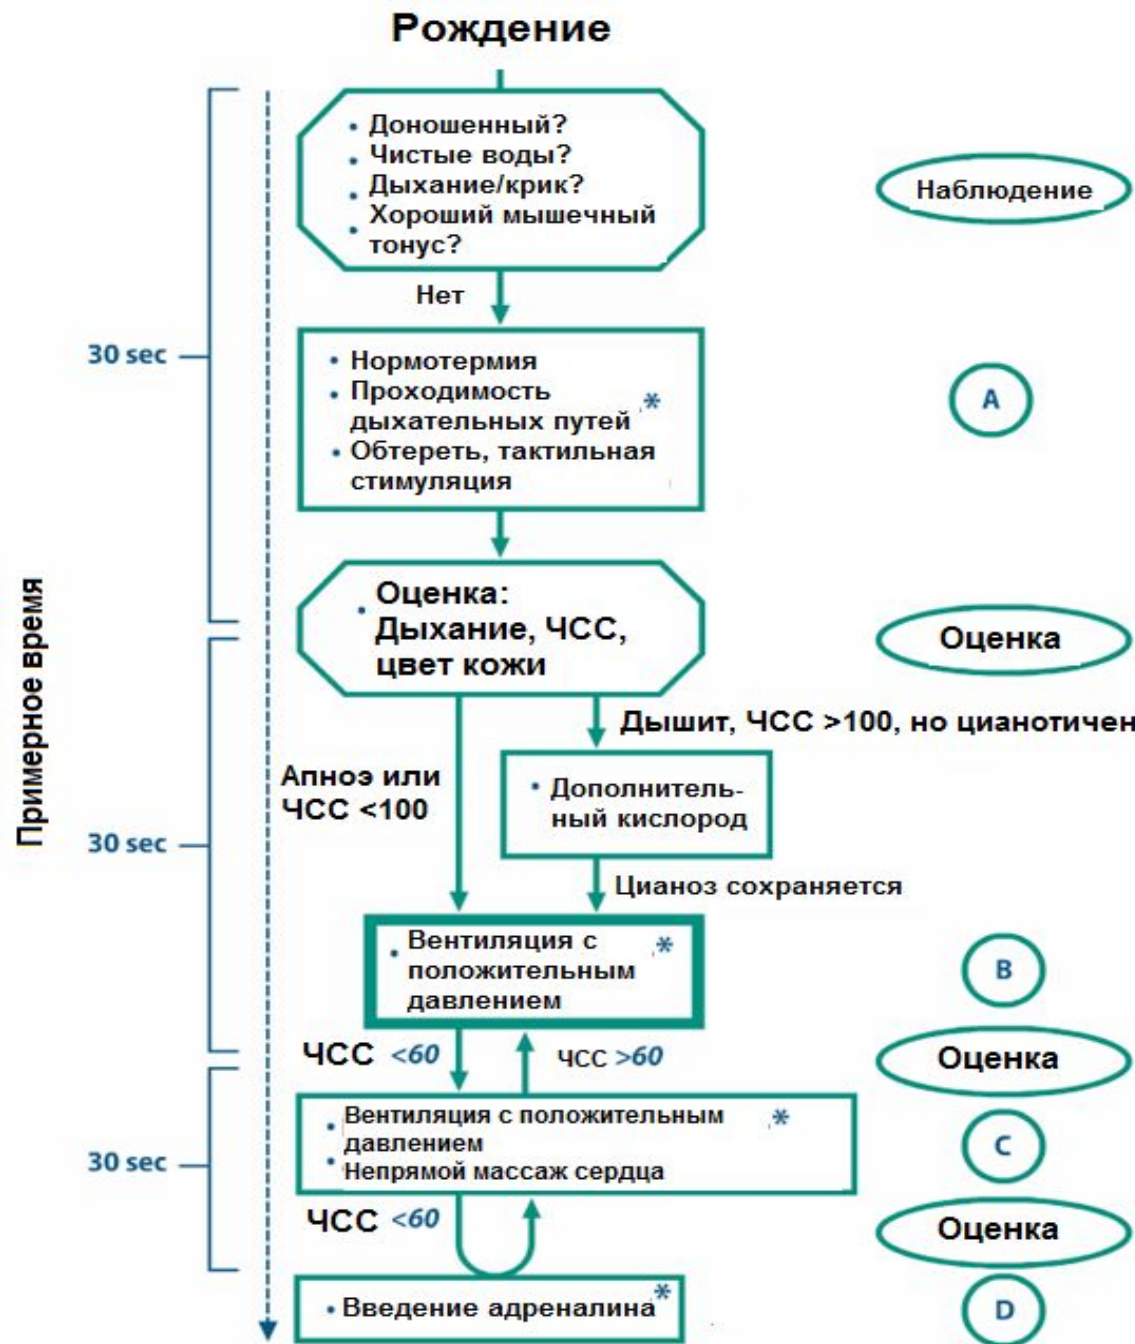 Рождение
• Доношенный?
• Чистые воды?
• Дыхание/крик?
• Хороший мышечный
тонус?
Наблюдение
Нет
30 sec
• Нормотермия
• Проходимость
дыхательных путей *
• Обтереть, тактильная
стимуляция
A
Примерное время
• Оценка:
Дыхание, ЧСС,
цвет кожи
Оценка
Дышит, ЧСС >100, но цианотичен
Апноэ или
ЧСС <100
• Дополнитель-
ный кислород
30 sec
Цианоз сохраняется
• Вентиляция с *
положительным
давлением
B
ЧСС <60
ЧСС >60
Оценка
• Вентиляция с положительным *
давлением
• Непрямой массаж сердца
30 sec
C
ЧСС <60
Оценка
• Введение адреналина *
D